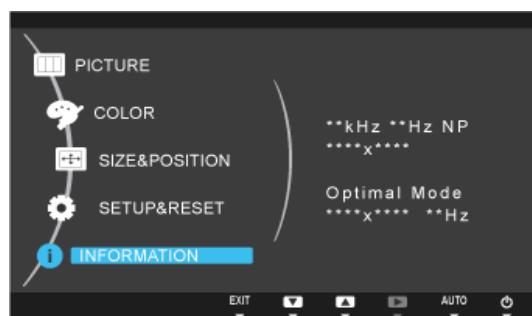 PICTURE
COLOR
SIZE&POSITION
SETUP&RESET
INFORMATION
**kHz **Hz NP
****x****
Optimal Mode
****x**** **Hz
EXIT AUTO